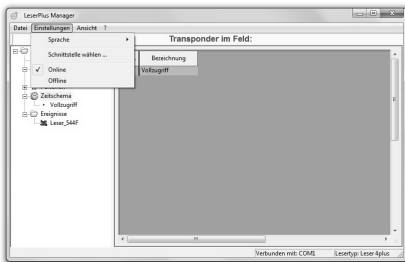 LeserPlus Manager
Datei Einstellungen Ansicht ?
Transponder im Feld:
Sprache
Schnittstelle wählen ...
Online
Offline
Bezeichnung
Vollzugriff
Zeitschema
Vollzugriff
Ereignisse
Leser_544F
Verbunden mit: COM1 Lesertyp: Leser 4plus